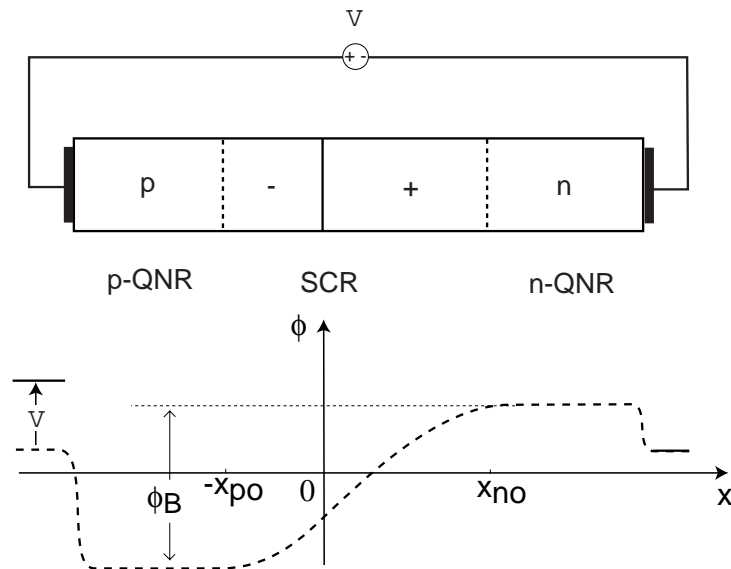 V
+ -
p - + n
p-QNR SCR n-QNR
ϕ
V
ϕB -xpo 0 xno x